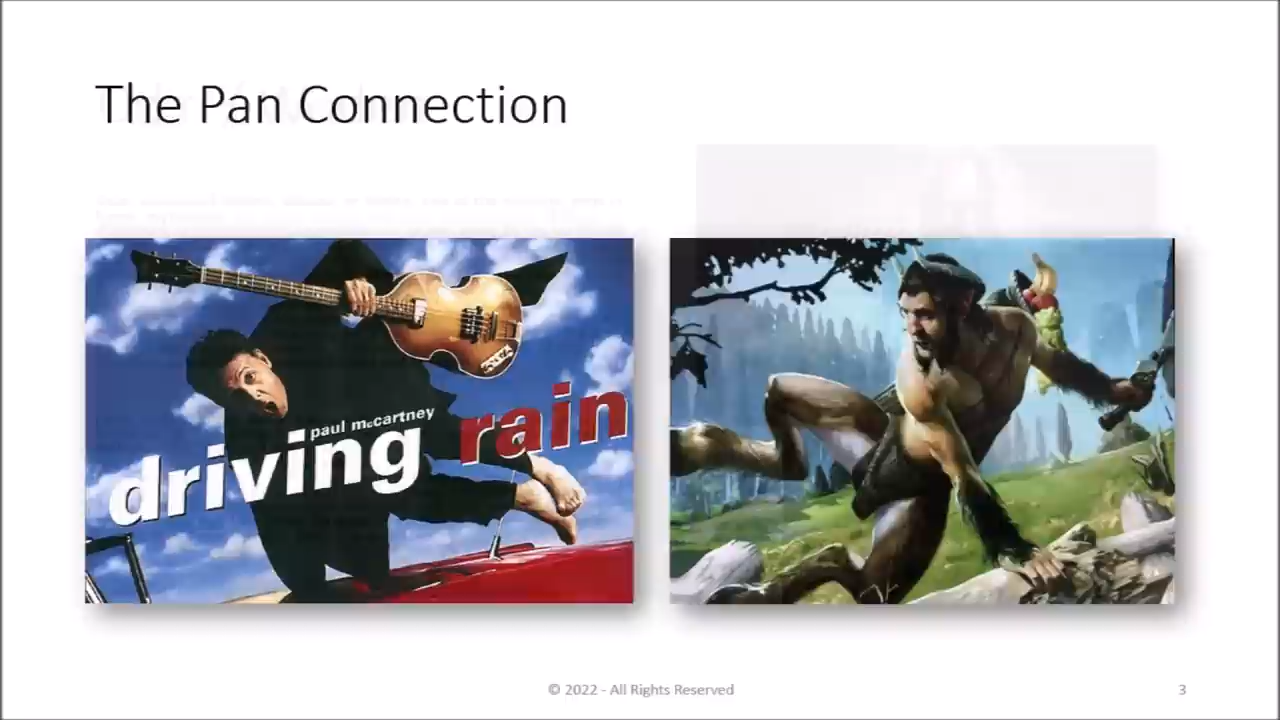 The Pan Connection
paul mccartney
driving rain
© 2022 - All Rights Reserved
3